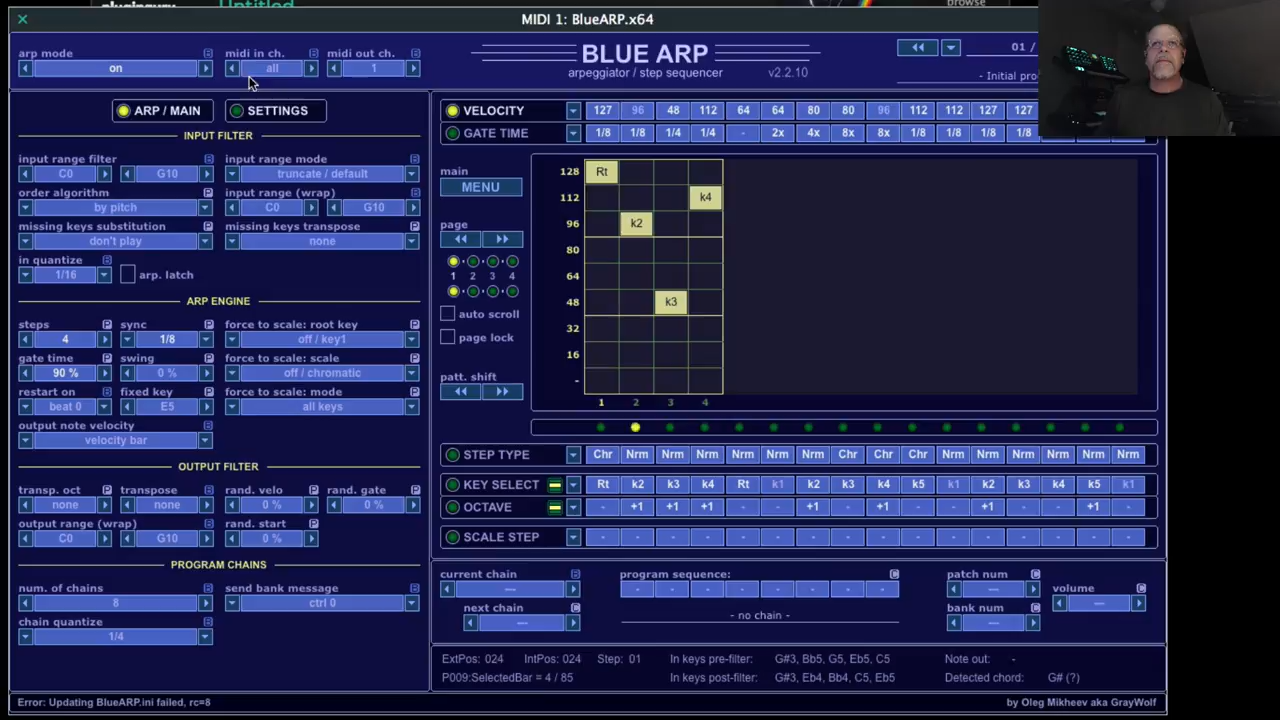 Untitled
browse
MIDI 1: BlueARP.x64
arp mode B midi in ch. B midi out ch. B
on all 1
BLUE ARP
arpeggiator / step sequencer v2.2.10
01 /
- Initial pro
ARP / MAIN SETTINGS
INPUT FILTER
input range filter B input range mode B
C0 G10 truncate / default
order algorithm P input range (wrap) B
by pitch C0 G10
missing keys substitution P missing keys transpose P
don't play none
in quantize B
1/16 arp. latch
ARP ENGINE
steps P sync P force to scale: root key P
4 1/8 off / key1
gate time P swing P force to scale: scale P
90 % 0 % off / chromatic
restart on B fixed key P force to scale: mode P
beat 0 E5 all keys
output note velocity P
velocity bar
OUTPUT FILTER
transp. oct P transpose B rand. velo P rand. gate P
none none 0 % 0 %
output range (wrap) B rand. start P
C0 G10 0 %
PROGRAM CHAINS
num. of chains B send bank message B
8 ctrl 0
chain quantize B
1/4
VELOCITY 127 96 48 112 64 64 80 80 96 112 112 127 127
GATE TIME 1/8 1/8 1/4 1/4 - 2x 4x 8x 8x 1/8 1/8 1/8 1/8 1/8 1/8 1/8
main
MENU
page
1 2 3 4
auto scroll
page lock
patt. shift
128 Rt
112 k4
96 k2
80
64
48 k3
32
16
-
1 2 3 4
STEP TYPE Chr Nrm Nrm Nrm Nrm Nrm Nrm Chr Chr Chr Nrm Nrm Nrm Nrm Nrm Nrm
KEY SELECT Rt k2 k3 k4 Rt k1 k2 k3 k4 k5 k1 k2 k3 k4 k5 k1
OCTAVE - +1 +1 +1 - - +1 - +1 - - +1 - - +1 -
SCALE STEP - - - - - - - - - - - - - - - -
current chain B program sequence: C patch num C
--- - - - - - - - - --- volume C
next chain C - no chain - bank num C ---
--- ---
ExtPos: 024 IntPos: 024 Step: 01 In keys pre-filter: G#3, Bb5, G5, Eb5, C5 Note out: -
P009:SelectedBar = 4 / 85 In keys post-filter: G#3, Eb4, Bb4, C5, Eb5 Detected chord: G# (?)
Error: Updating BlueARP.ini failed, rc=8 by Oleg Mikheev aka GrayWolf